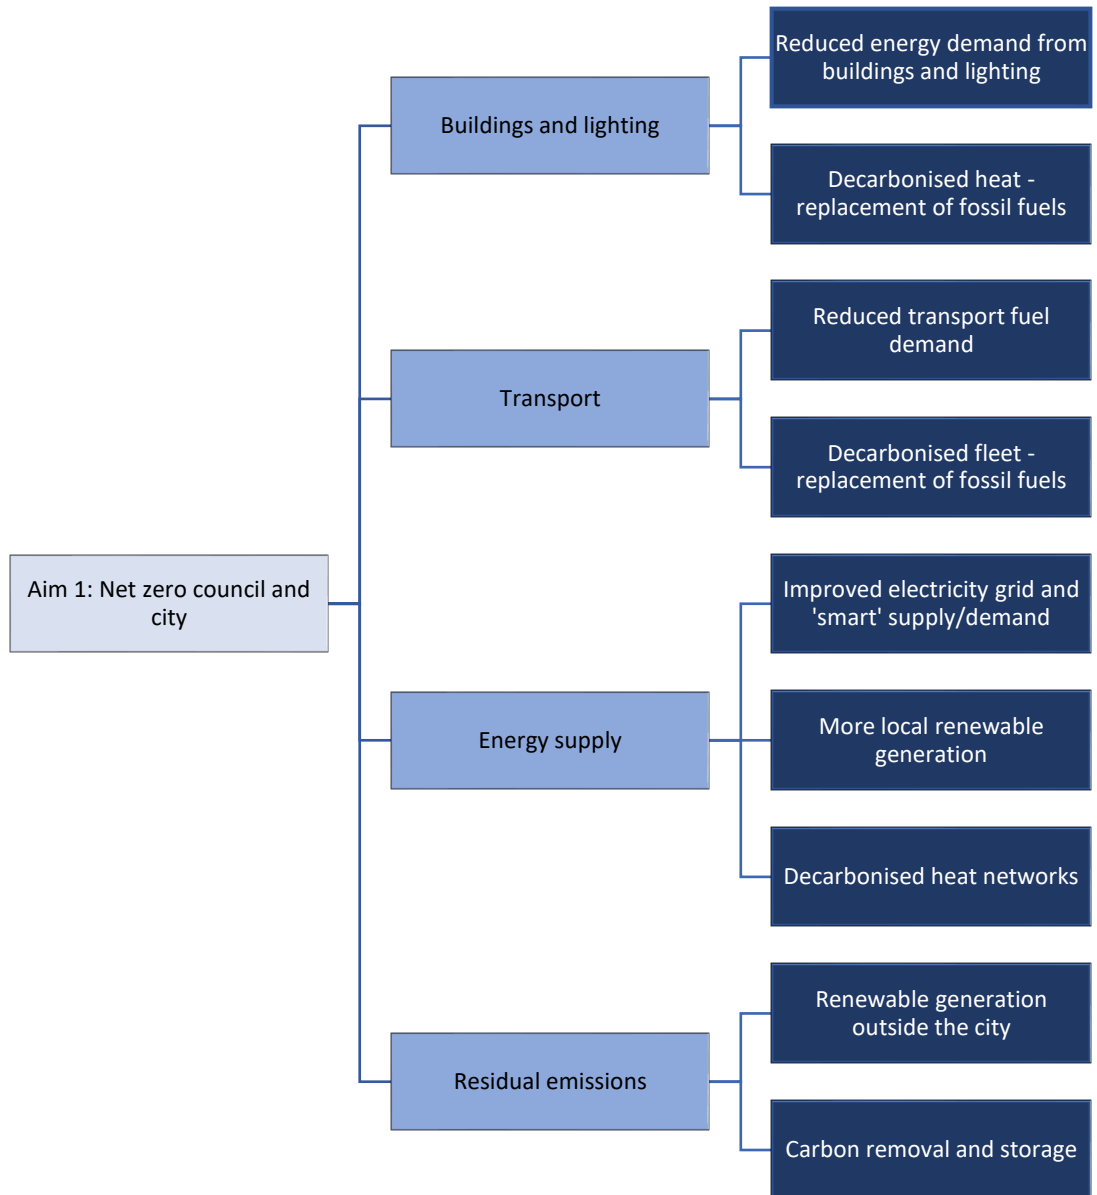 Reduced energy demand from
buildings and lighting
Buildings and lighting
Decarbonised heat -
replacement of fossil fuels
Reduced transport fuel
demand
Transport
Decarbonised fleet -
replacement of fossil fuels
Aim 1: Net zero council and
city
Improved electricity grid and
'smart' supply/demand
Energy supply
More local renewable
generation
Decarbonised heat networks
Renewable generation
outside the city
Residual emissions
Carbon removal and storage